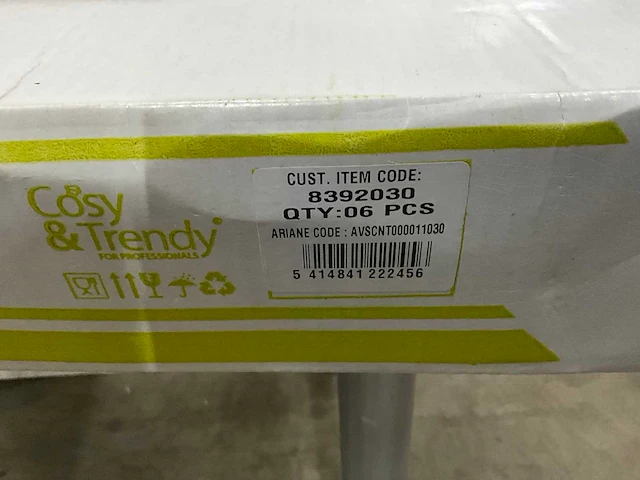 Cosy
& Trendy®
FOR PROFESSIONALS
CUST. ITEM CODE:
8392030
QTY:06 PCS
ARIANE CODE : AVSCNT000011030
5 414841 222456